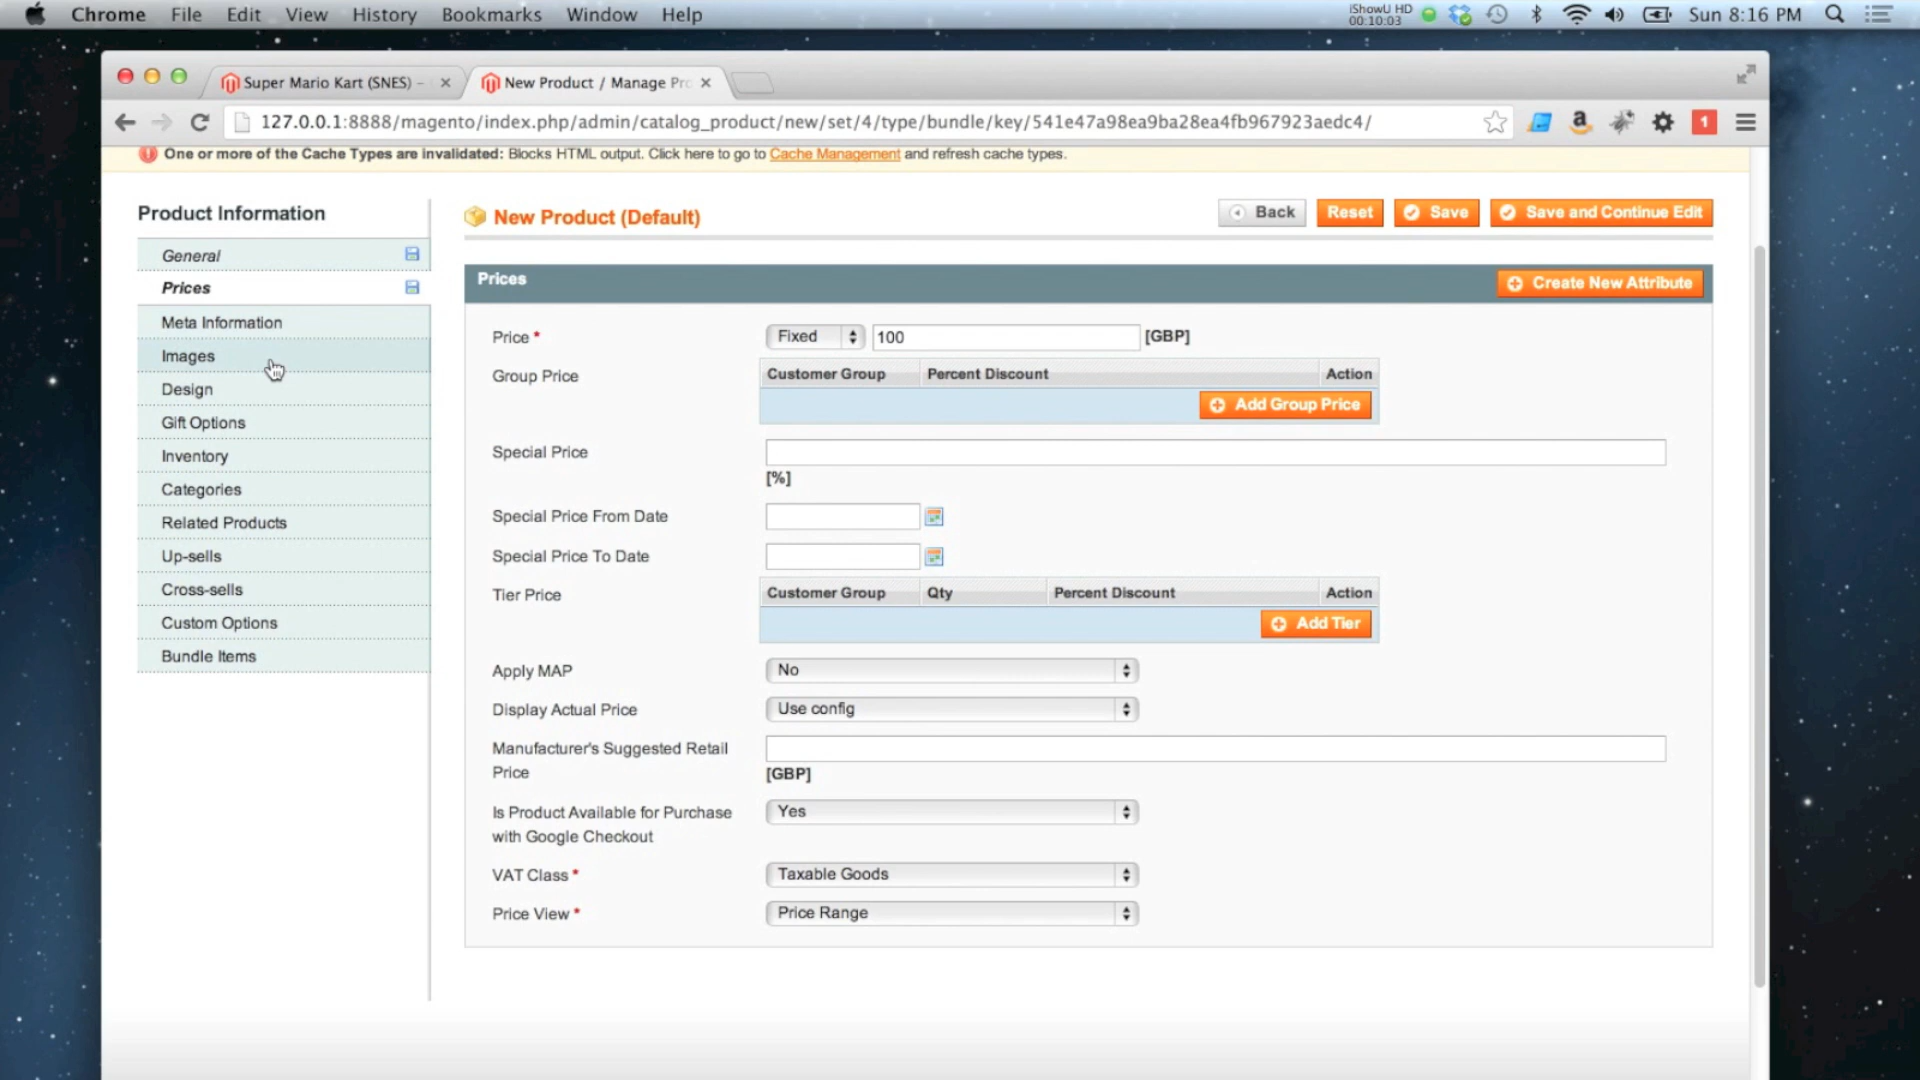 Chrome File Edit View History Bookmarks Window Help
iShowU HD
00:10:03
Sun 8:16 PM
Super Mario Kart (SNES) –
New Product / Manage Pro
127.0.0.1:8888/magento/index.php/admin/catalog_product/new/set/4/type/bundle/key/541e47a98ea9ba28ea4fb967923aedc4/
a
1
One or more of the Cache Types are invalidated: Blocks HTML output. Click here to go to Cache Management and refresh cache types.
Product Information
General
Prices
Meta Information
Images
Design
Gift Options
Inventory
Categories
Related Products
Up-sells
Cross-sells
Custom Options
Bundle Items
New Product (Default)
Back Reset Save Save and Continue Edit
Prices
Create New Attribute
Price * Fixed 100 [GBP]
Group Price Customer Group Percent Discount Action
Add Group Price
Special Price
[%]
Special Price From Date
Special Price To Date
Tier Price Customer Group Qty Percent Discount Action
Add Tier
Apply MAP No
Display Actual Price Use config
Manufacturer's Suggested Retail
Price
[GBP]
Is Product Available for Purchase
with Google Checkout
Yes
VAT Class * Taxable Goods
Price View * Price Range